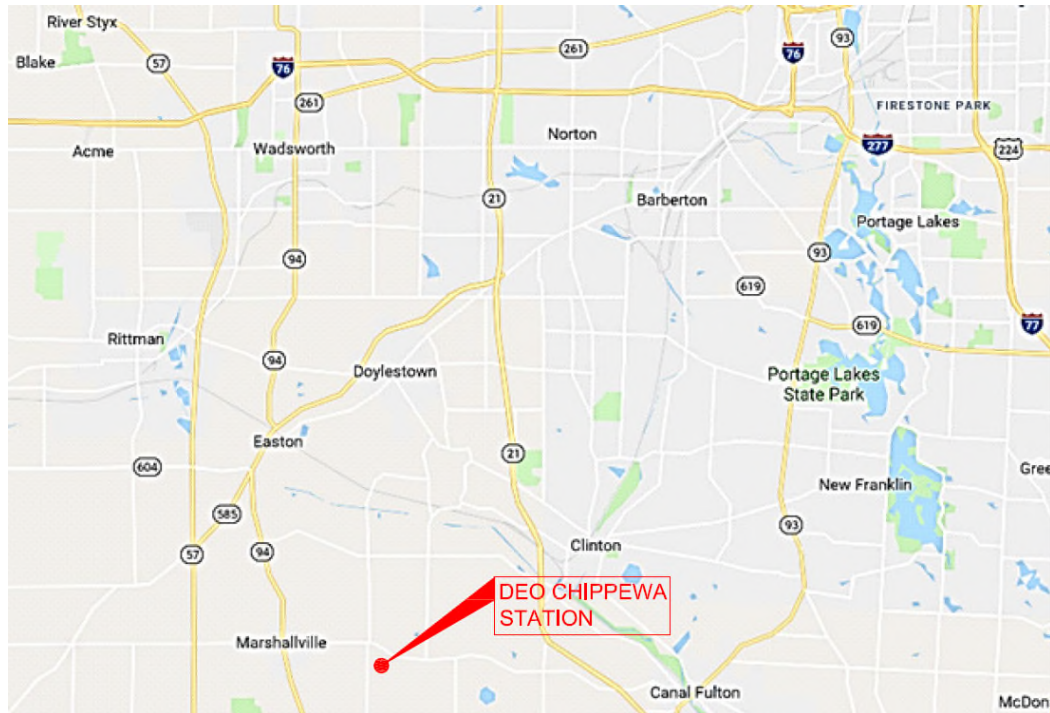 River Styx
Blake
57
76
261
76
93
261
FIRESTONE PARK
Acme
Wadsworth
Norton
277
224
21
Barberton
Portage Lakes
94
93
619
619
77
Rittman
94
Doylestown
Portage Lakes
State Park
Easton
604
21
New Franklin
Gree
585
93
57
94
Clinton
DEO CHIPPEWA
STATION
Marshallville
Canal Fulton
McDon